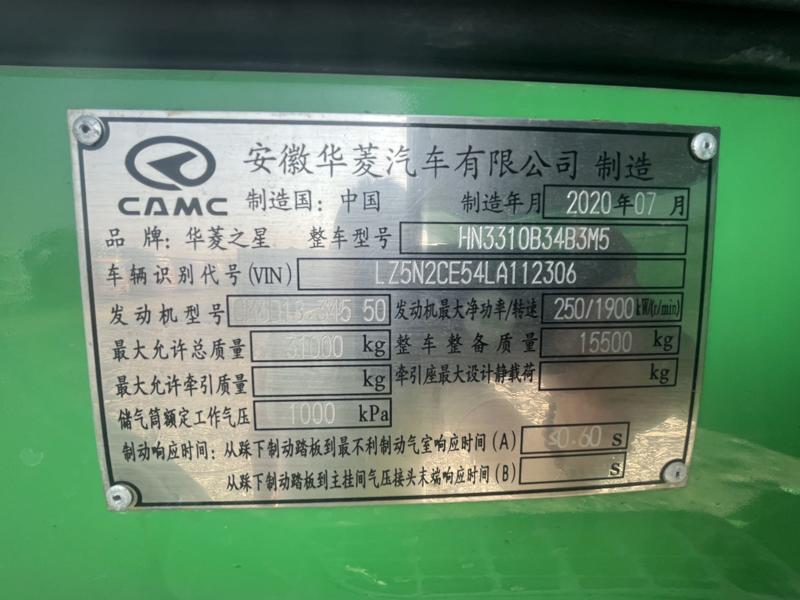 CAMC
安徽华菱汽车有限公司 制造
制造国：中国 制造年月 2020年07月
品 牌：华菱之星 整车型号 HN3310B34B3M5
车辆识别代号(VIN) LZ5N2CE54LA112306
发动机型号 50 发动机最大净功率/转速 250/1900kW/(r/min)
最大允许总质量 31000 kg 整车整备质量 15500 kg
最大允许牵引质量 kg 牵引座最大设计静载荷 kg
储气筒额定工作气压 1000 kPa
制动响应时间：从踩下制动踏板到最不利制动气室响应时间(A) ≤0.60 s
从踩下制动踏板到主挂间气压接头末端响应时间(B) s